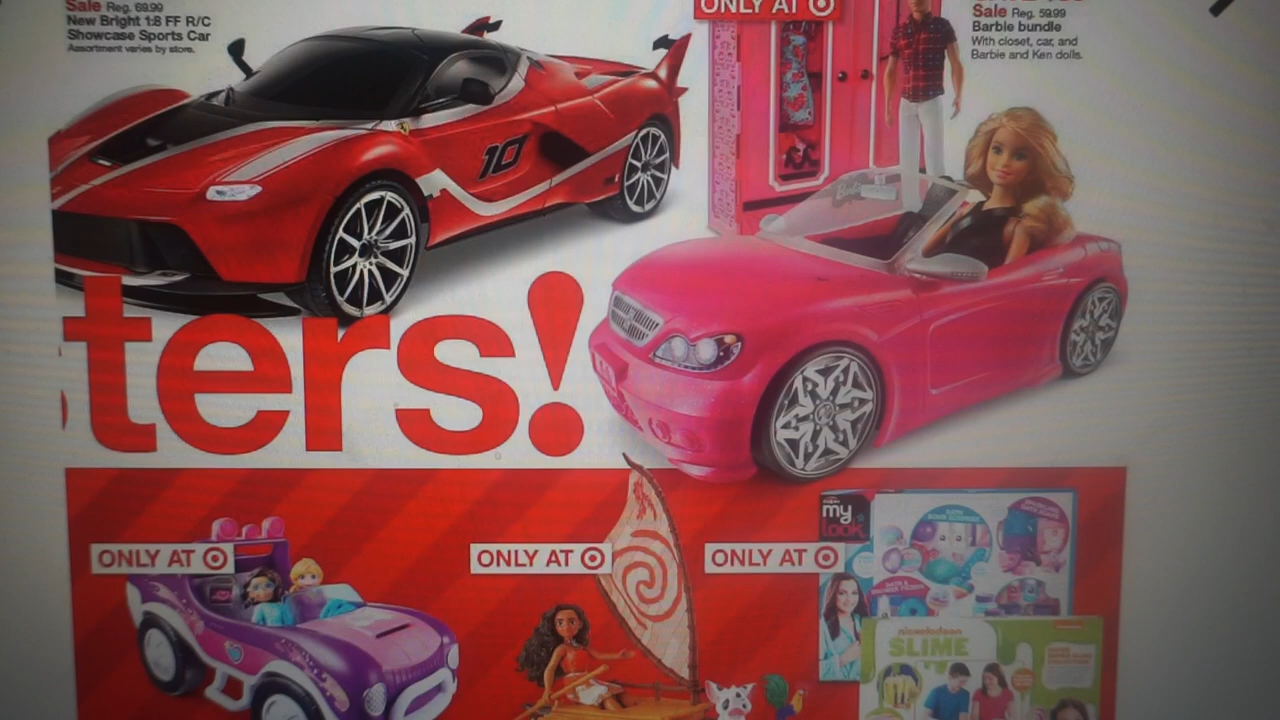 Sale Reg. 69.99
New Bright 1:8 FF R/C
Showcase Sports Car
Assortment varies by store.
ONLY AT
Sale Reg. 59.99
Barbie bundle
With closet, car, and
Barbie and Ken dolls.
10
Barbie
ters!
ONLY AT
ONLY AT
ONLY AT
my
look
nickelodeon
SLIME